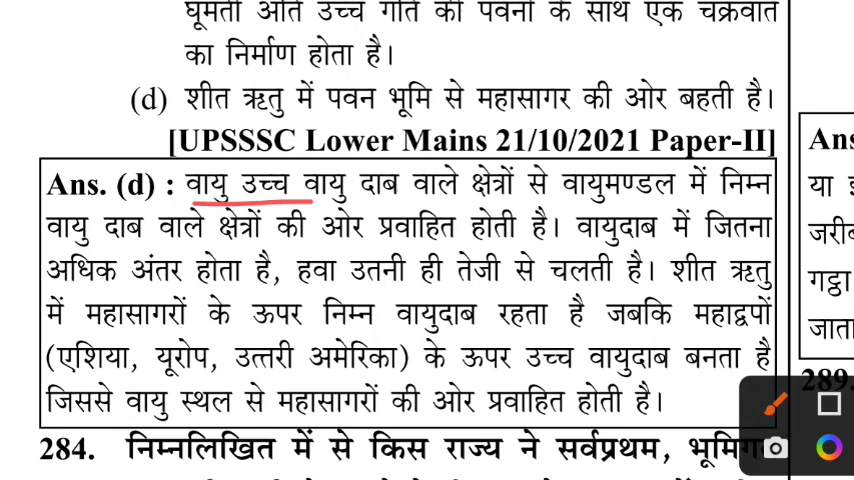 घूमती अति उच्च गति की पवनों के साथ एक चक्रवात
का निर्माण होता है।
(d) शीत ऋतु में पवन भूमि से महासागर की ओर बहती है।
[UPSSSC Lower Mains 21/10/2021 Paper-II]
Ans. (d) : वायु उच्च वायु दाब वाले क्षेत्रों से वायुमण्डल में निम्न
वायु दाब वाले क्षेत्रों की ओर प्रवाहित होती है। वायुदाब में जितना
अधिक अंतर होता है, हवा उतनी ही तेजी से चलती है। शीत ऋतु
में महासागरों के ऊपर निम्न वायुदाब रहता है जबकि महाद्वपों
(एशिया, यूरोप, उत्तरी अमेरिका) के ऊपर उच्च वायुदाब बनता है
जिससे वायु स्थल से महासागरों की ओर प्रवाहित होती है।
284. निम्नलिखित में से किस राज्य ने सर्वप्रथम,
Ans
या
गट्ठा
289.